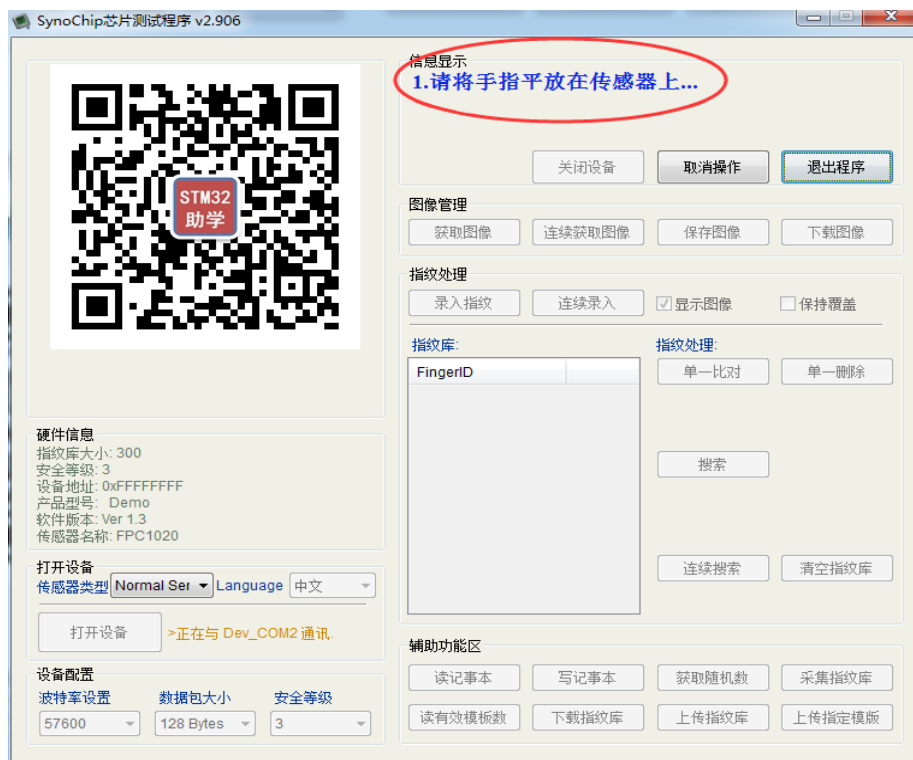 SynoChip芯片测试程序 v2.906
STM32
助学
硬件信息
指纹库大小: 300
安全等级: 3
设备地址: 0xFFFFFFFF
产品型号: Demo
软件版本: Ver 1.3
传感器名称: FPC1020
打开设备
传感器类型 Normal Ser Language 中文
打开设备 >正在与 Dev_COM2 通讯.
设备配置
波特率设置 数据包大小 安全等级
57600 128 Bytes 3
信息显示
1.请将手指平放在传感器上...
关闭设备 取消操作 退出程序
图像管理
获取图像 连续获取图像 保存图像 下载图像
指纹处理
录入指纹 连续录入 显示图像 保持覆盖
指纹库: 指纹处理:
FingerID 单一比对 单一删除
搜索
连续搜索 清空指纹库
辅助功能区
读记事本 写记事本 获取随机数 采集指纹库
读有效模板数 下载指纹库 上传指纹库 上传指定模版